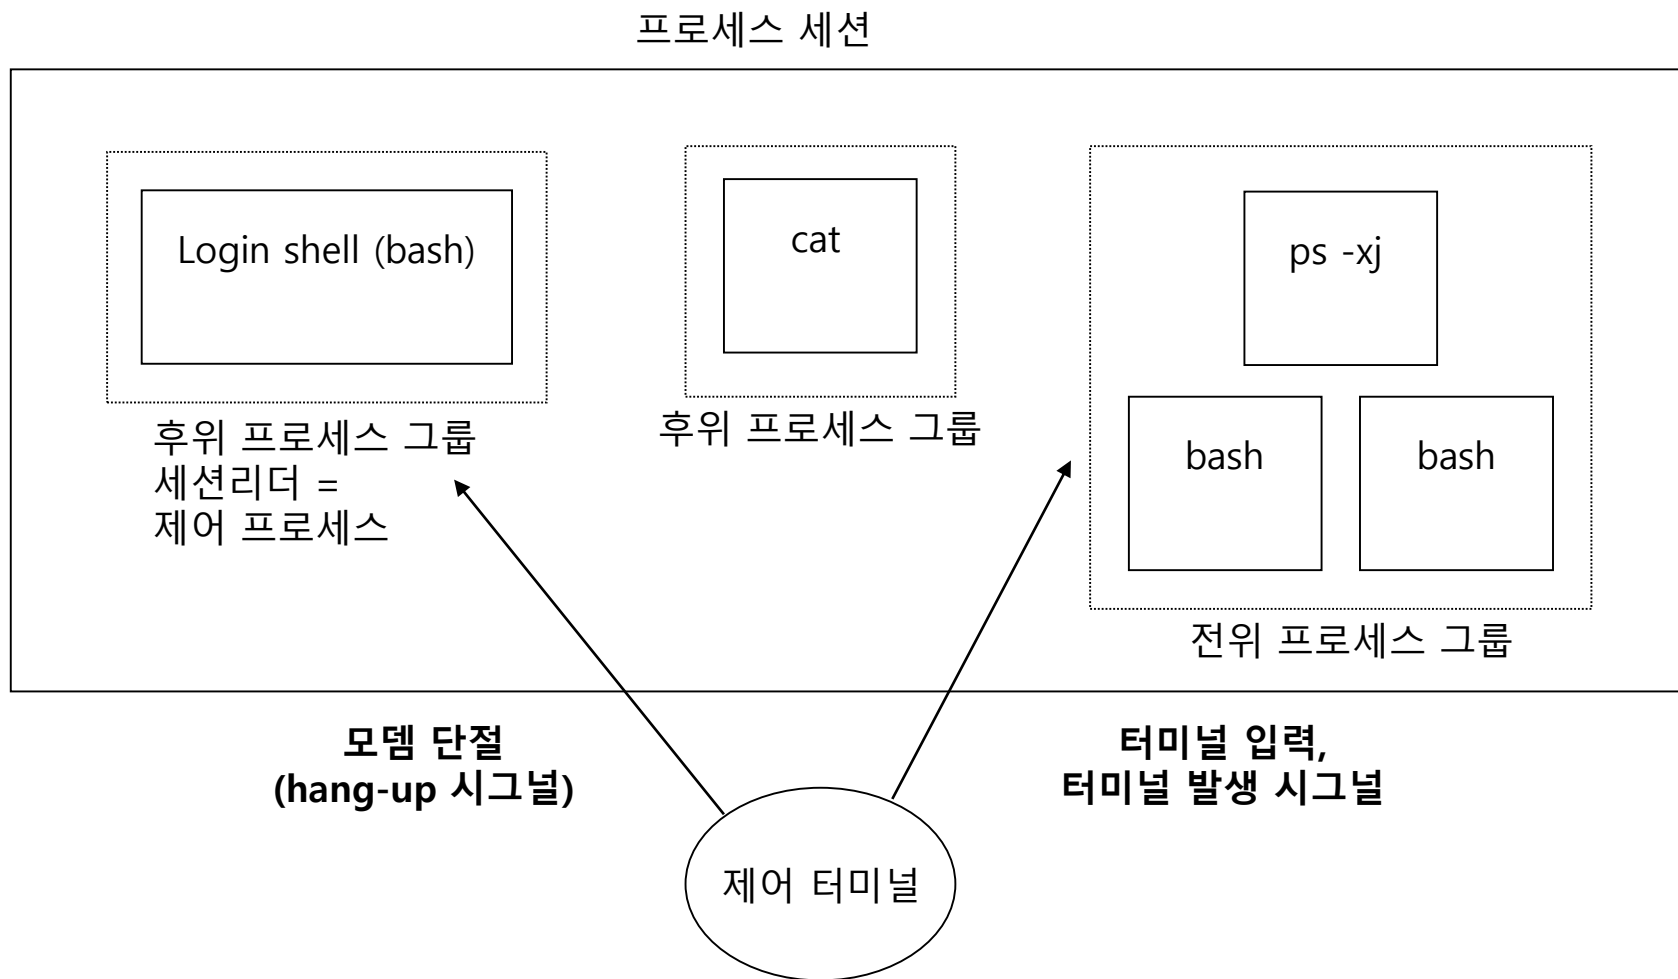 프로세스 세션
Login shell (bash)
후위 프로세스 그룹
세션리더 =
제어 프로세스
cat
후위 프로세스 그룹
ps -xj
bash
bash
전위 프로세스 그룹
모뎀 단절
(hang-up 시그널)
터미널 입력,
터미널 발생 시그널
제어 터미널